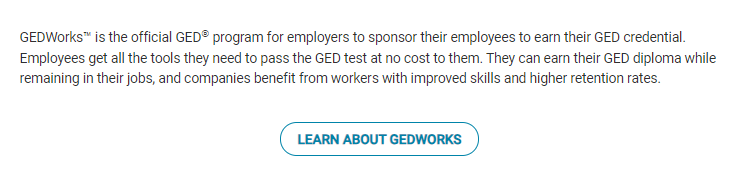 GEDWorks™ is the official GED® program for employers to sponsor their employees to earn their GED credential.
Employees get all the tools they need to pass the GED test at no cost to them. They can earn their GED diploma while
remaining in their jobs, and companies benefit from workers with improved skills and higher retention rates.
LEARN ABOUT GEDWORKS